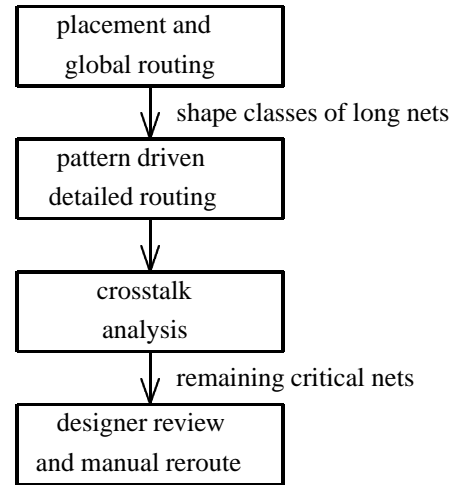 placement and
global routing
shape classes of long nets
pattern driven
detailed routing
crosstalk
analysis
remaining critical nets
designer review
and manual reroute